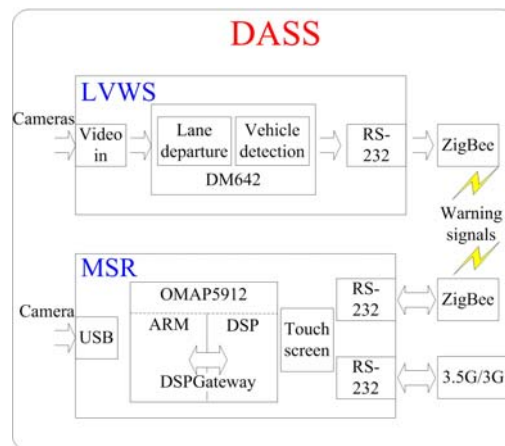 DASS
LVWS
Cameras
Video
in
Lane
departure
Vehicle
detection
DM642
RS-
232
ZigBee
Warning
signals
MSR
Camera
USB
OMAP5912
ARM
DSP
DSPGateway
Touch
screen
RS-
232
ZigBee
RS-
232
3.5G/3G